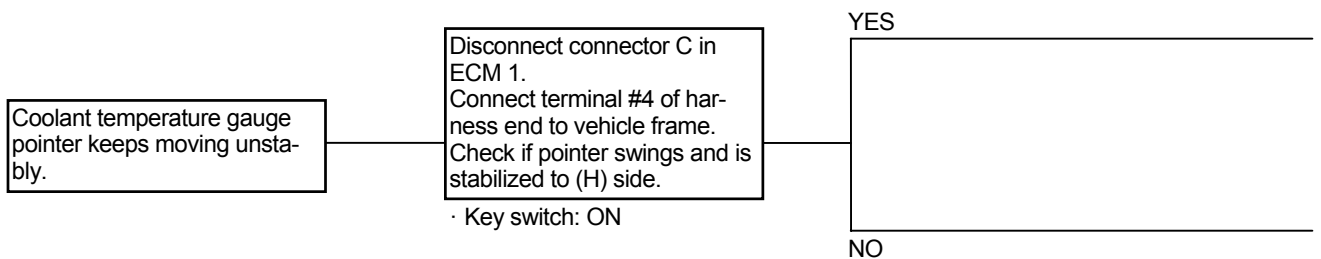 YES
Disconnect connector C in
ECM 1.
Connect terminal #4 of har-
ness end to vehicle frame.
Check if pointer swings and is
stabilized to (H) side.
Coolant temperature gauge
pointer keeps moving unsta-
bly.
· Key switch: ON
NO